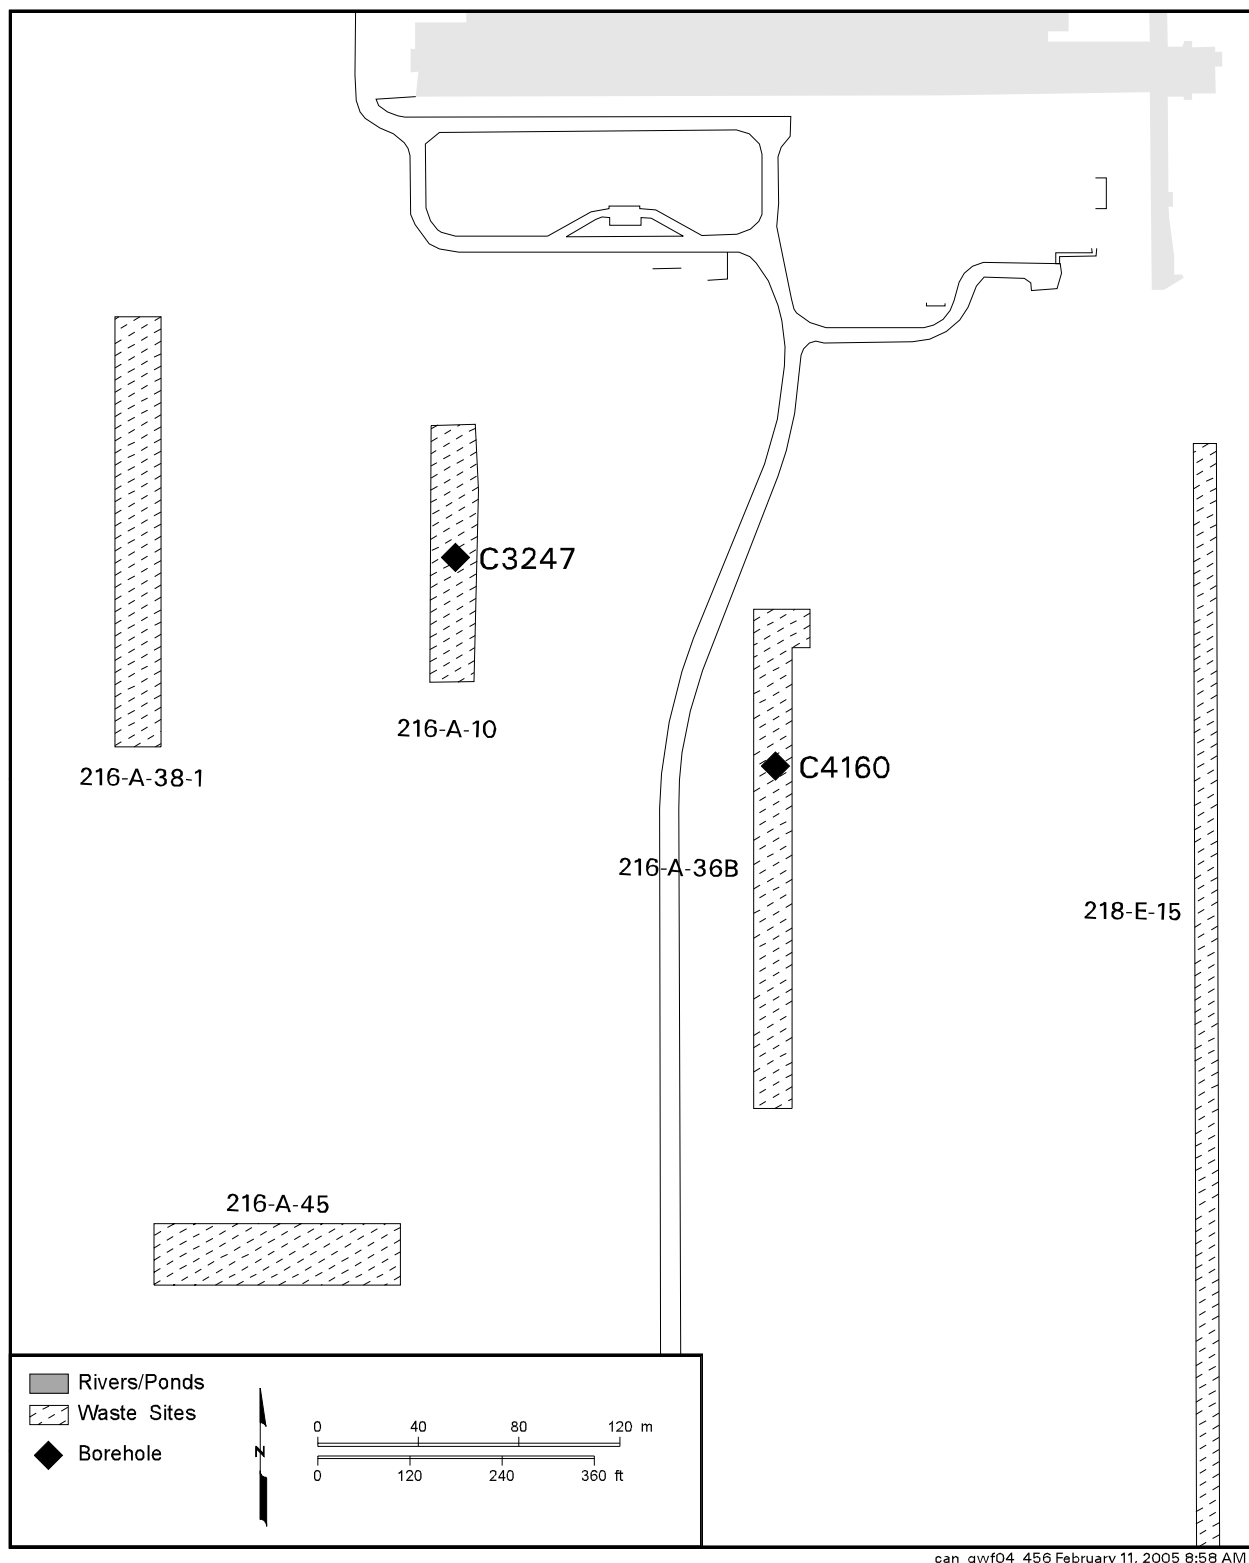 C3247
216-A-10
216-A-38-1
C4160
216-A-36B
218-E-15
216-A-45
Rivers/Ponds
Waste Sites
Borehole
N
0 40 80 120 m
0 120 240 360 ft
can_gwf04_456 February 11, 2005 8:58 AM